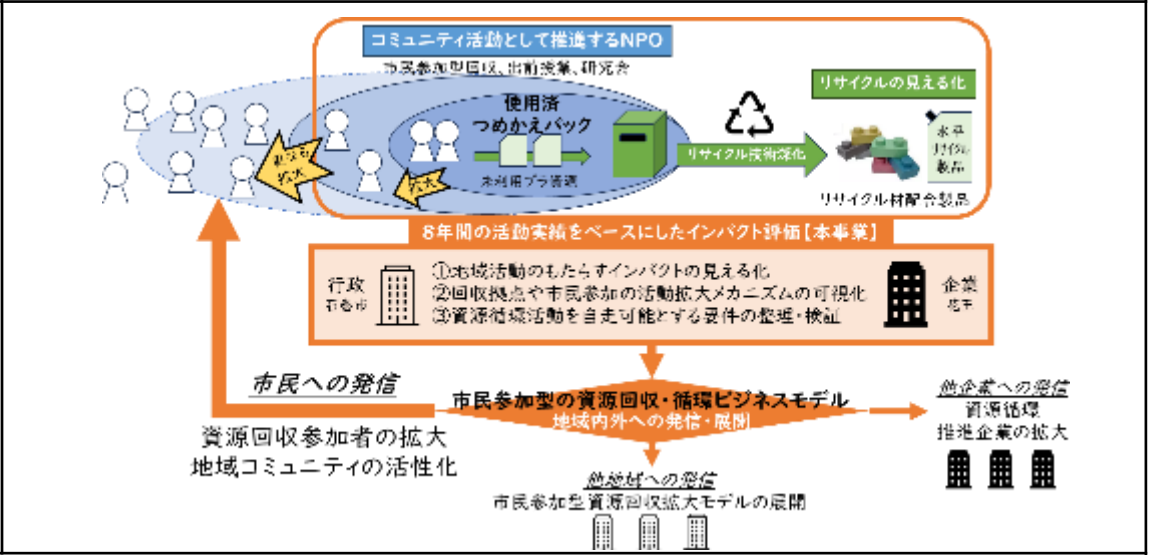 コミュニティ活動として推進するNPO
市民参加型回収、出前授業、研究会
使用済
つめかえパック
未利用プラ資源
更なる
拡大
拡大
リサイクル技術深化
リサイクルの見える化
水平
リサイクル
製品
リサイクル材配合製品
8年間の活動実績をベースにしたインパクト評価【本事業】
行政
石巻市
①地域活動のもたらすインパクトの見える化
②回収拠点や市民参加の活動拡大メカニズムの可視化
③資源循環活動を自走可能とする要件の整理・検証
企業
花王
市民への発信
資源回収参加者の拡大
地域コミュニティの活性化
市民参加型の資源回収・循環ビジネスモデル
地域内外への発信・展開
他企業への発信
資源循環
推進企業の拡大
他地域への発信
市民参加型資源回収拡大モデルの展開